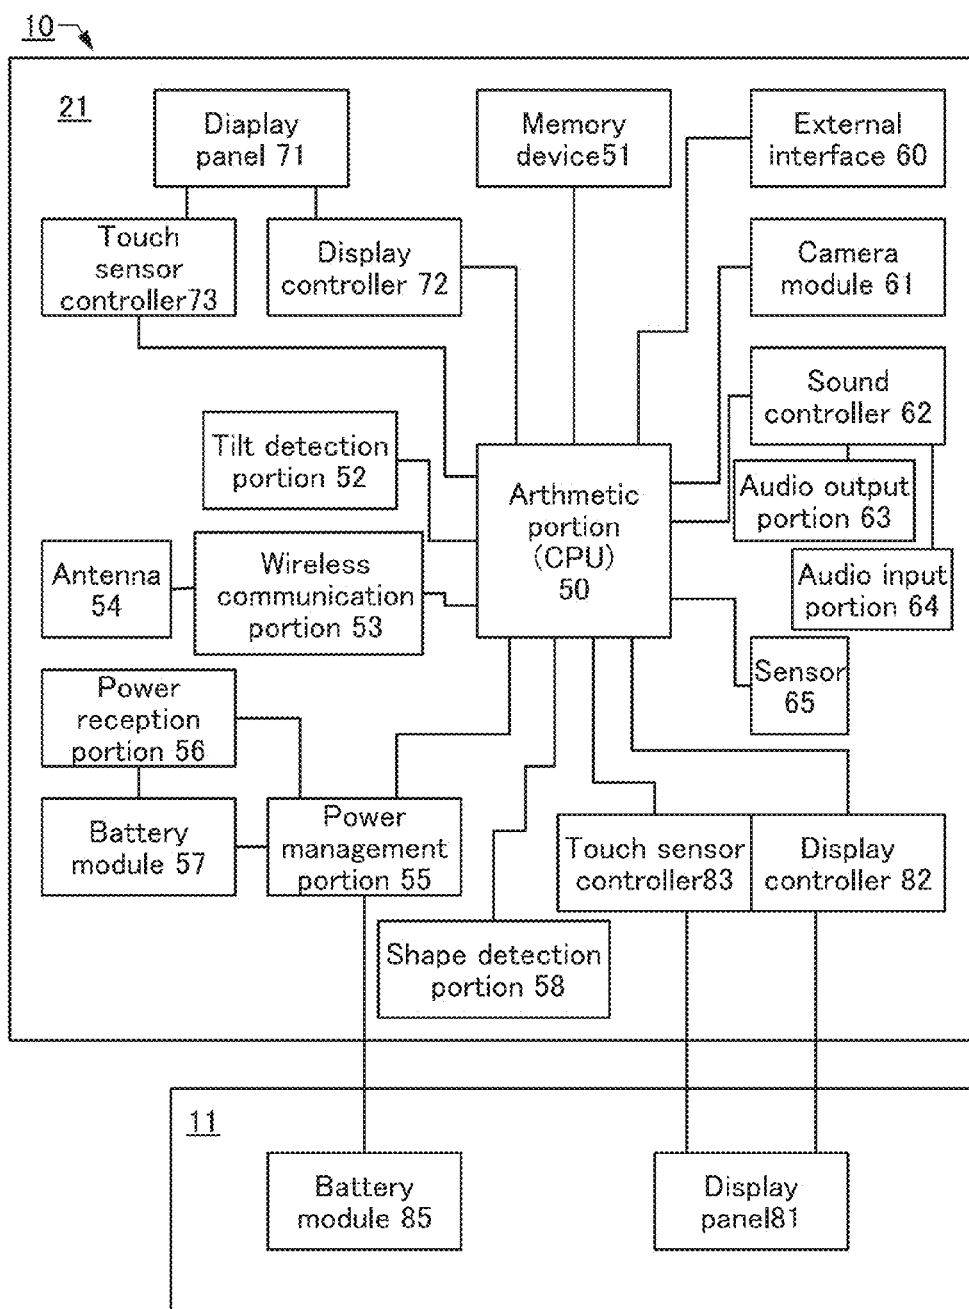 10
21
Diaplay
panel 71
Memory
device51
External
interface 60
Touch
sensor
controller73
Display
controller 72
Camera
module 61
Sound
controller 62
Tilt detection
portion 52
Arthmetic
portion
(CPU)
50
Audio output
portion 63
Antenna
54
Wireless
communication
portion 53
Audio input
portion 64
Sensor
65
Power
reception
portion 56
Battery
module 57
Power
management
portion 55
Touch sensor
controller83
Display
controller 82
Shape detection
portion 58
11
Battery
module 85
Display
panel81